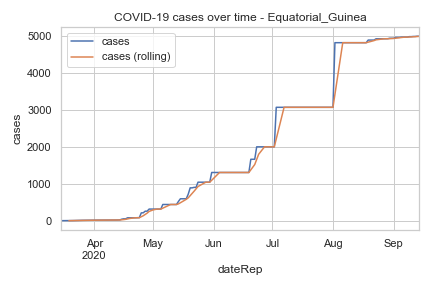 COVID-19 cases over time - Equatorial_Guinea
cases
cases (rolling)
5000
4000
3000
2000
1000
0
cases
Apr
2020
May
Jun
Jul
Aug
Sep
dateRep